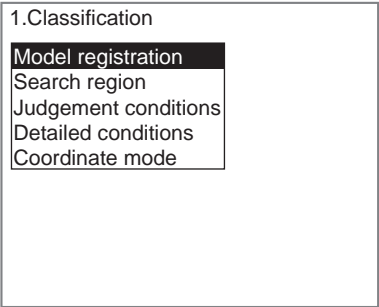 1.Classification
Model registration
Search region
Judgement conditions
Detailed conditions
Coordinate mode